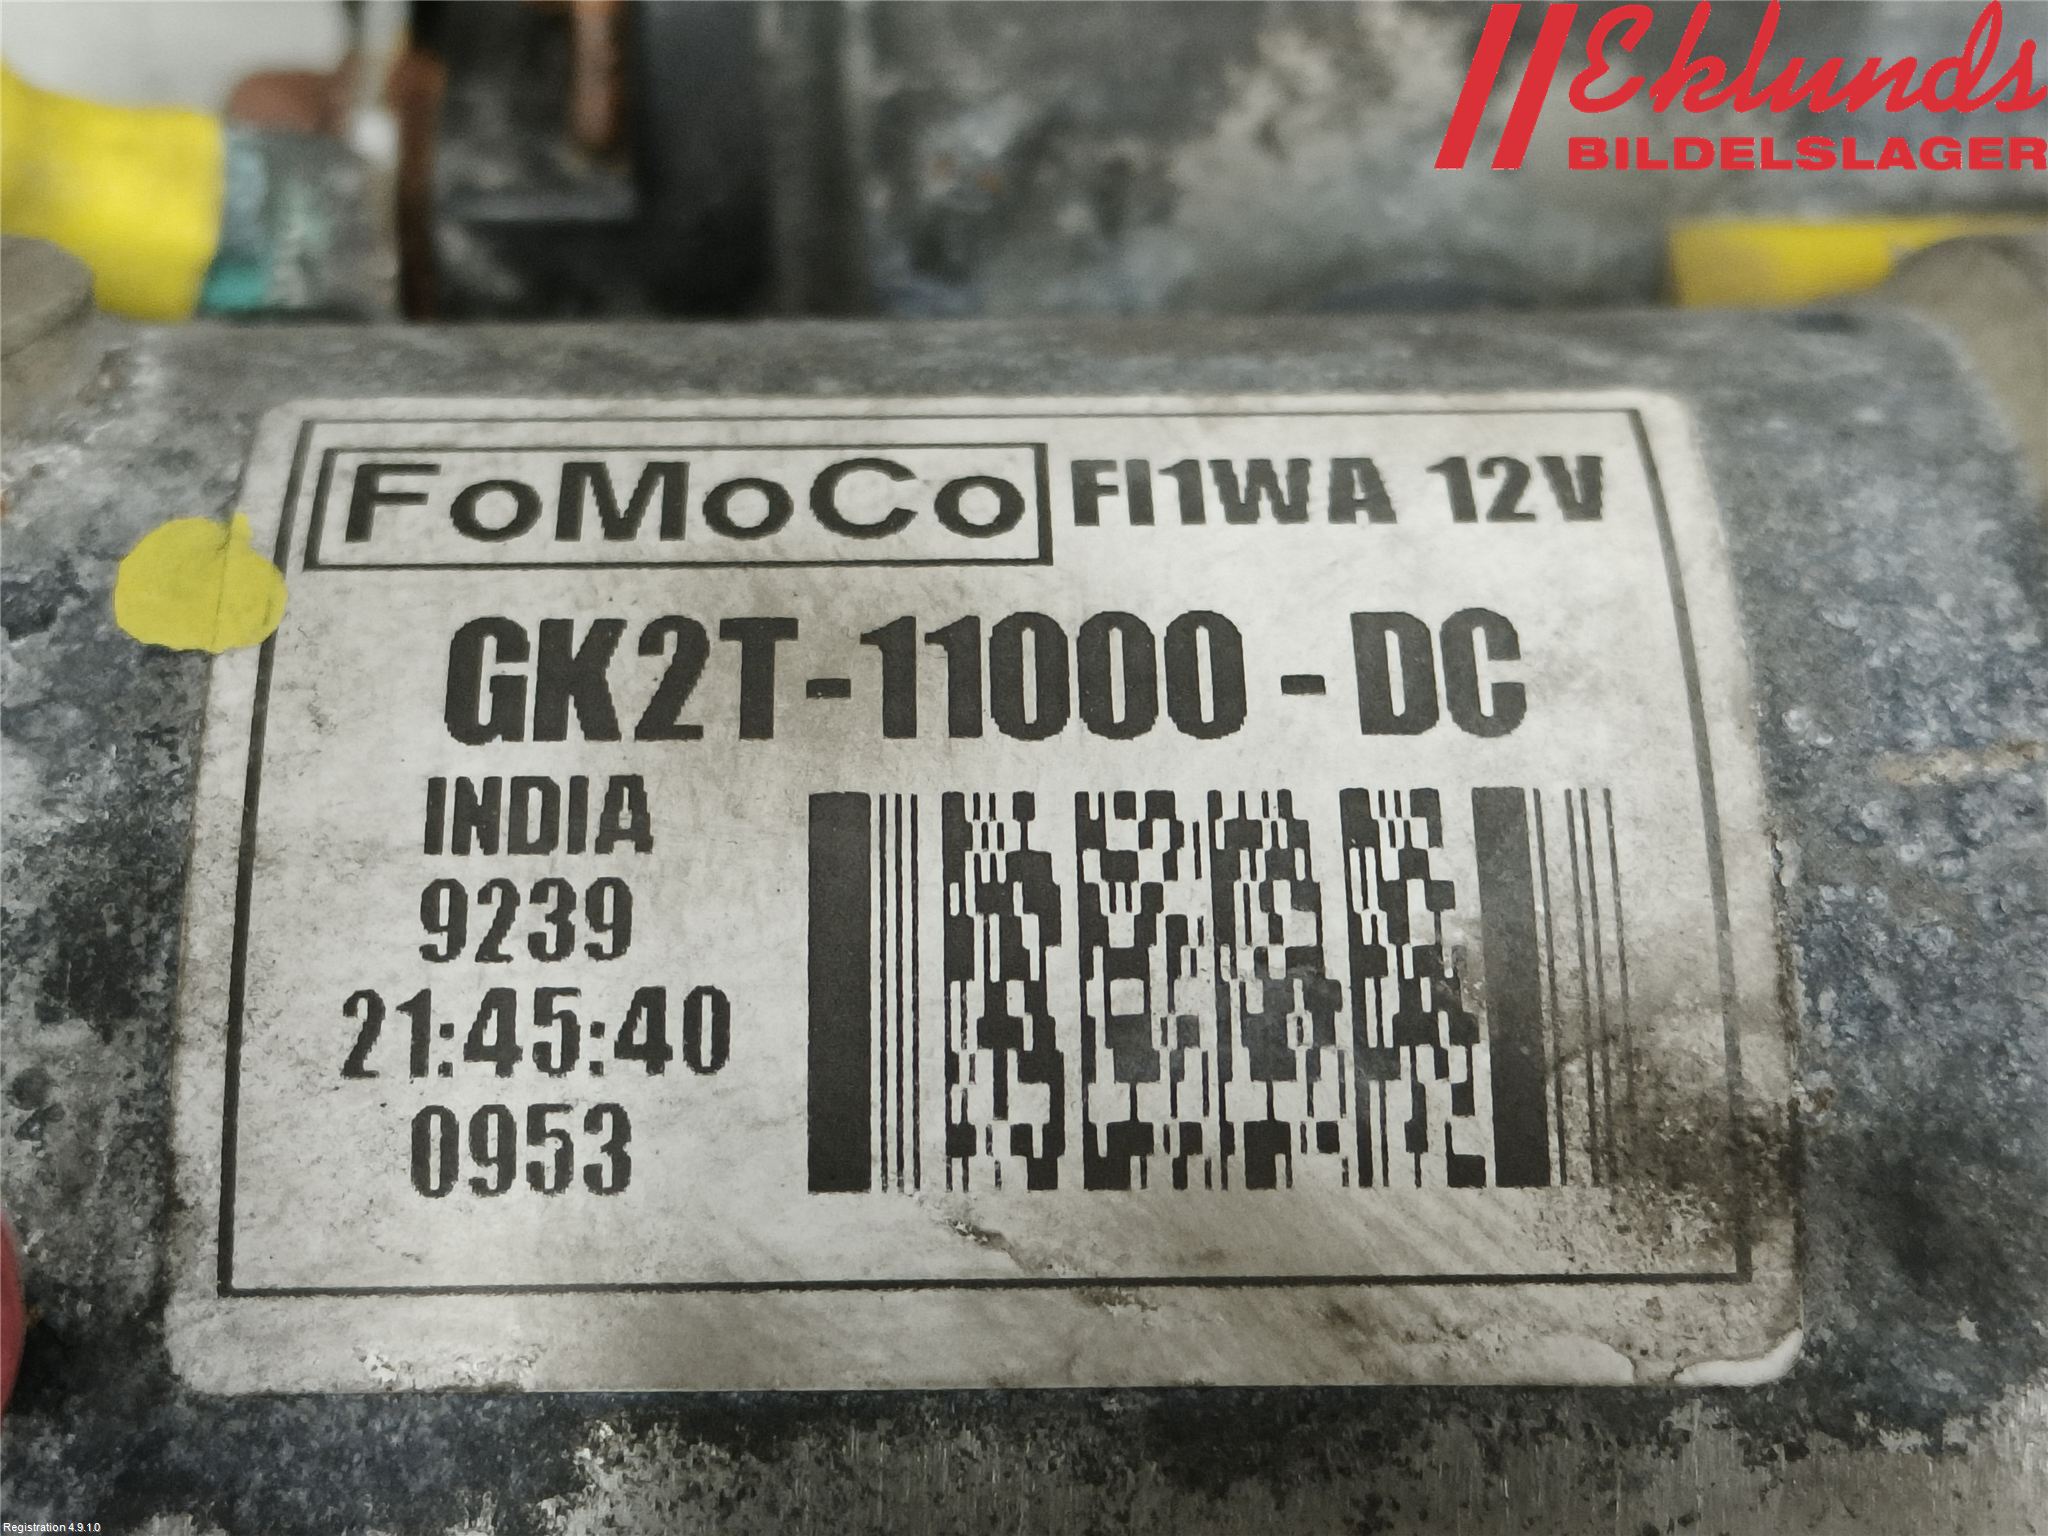 Eklunds
BILDELSLAGER
FoMoCo FI1WA 12V
GK2T-11000-DC
INDIA
9239
21:45:40
0953
Registration 4.9.1.0